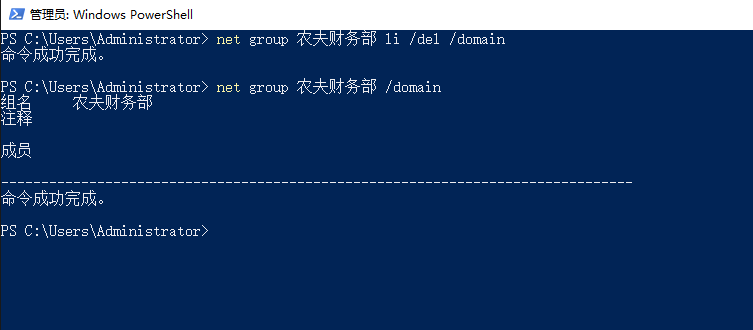 管理员: Windows PowerShell
PS C:\Users\Administrator> net group 农夫财务部 li /del /domain
命令成功完成。
PS C:\Users\Administrator> net group 农夫财务部 /domain
组名     农夫财务部
注释
成员
-------------------------------------------------------------------------------
命令成功完成。
PS C:\Users\Administrator>